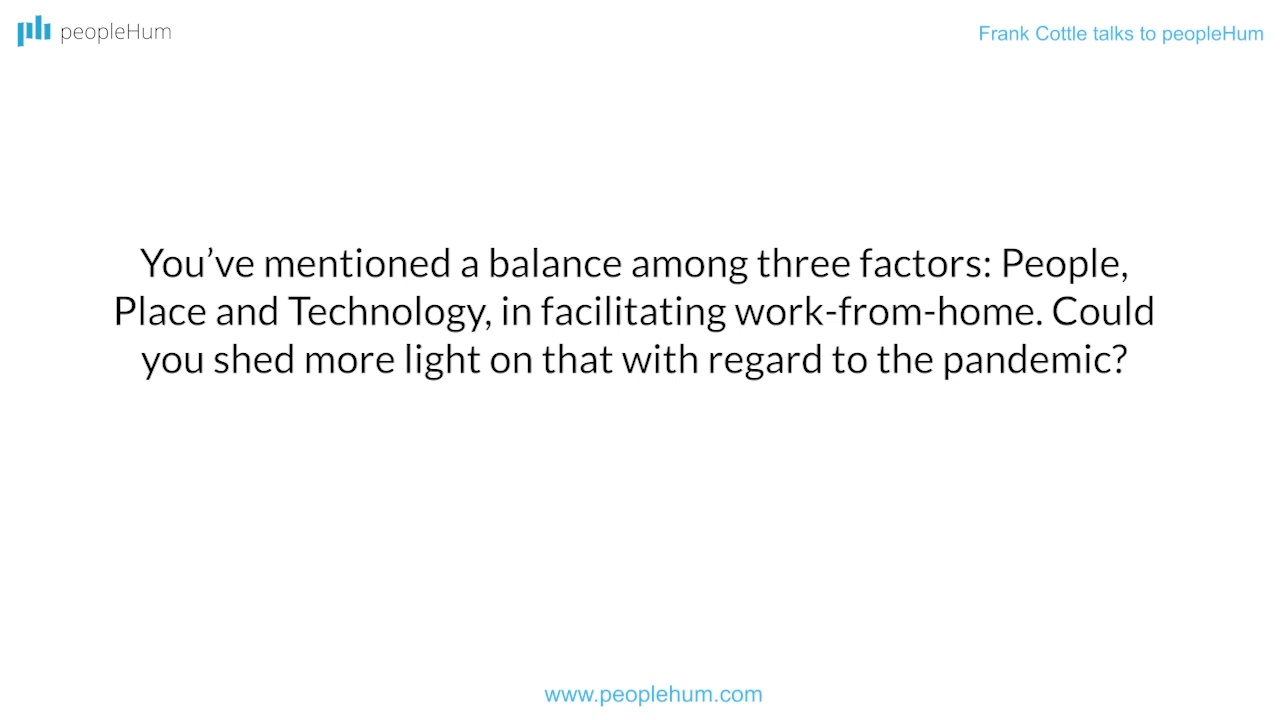 peopleHum
Frank Cottle talks to peopleHum
You’ve mentioned a balance among three factors: People,
Place and Technology, in facilitating work-from-home. Could
you shed more light on that with regard to the pandemic?
www.peoplehum.com